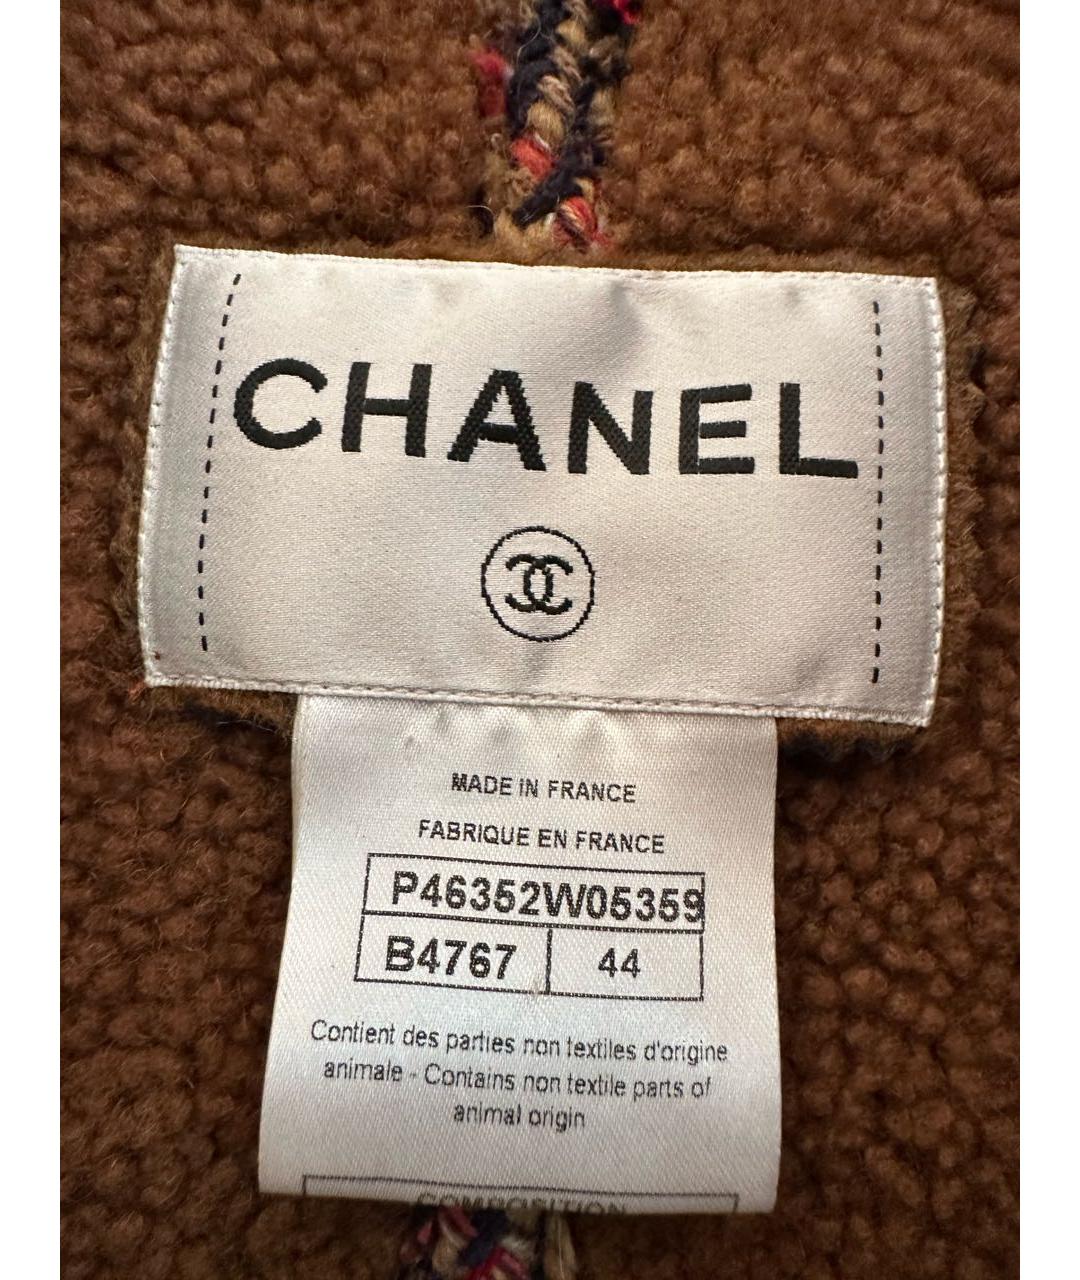 CHANEL
MADE IN FRANCE
FABRIQUE EN FRANCE
P46352W05359
B4767 44
Contient des parties non textiles d'origine
animale - Contains non textile parts of
animal origin
COMPOSITION